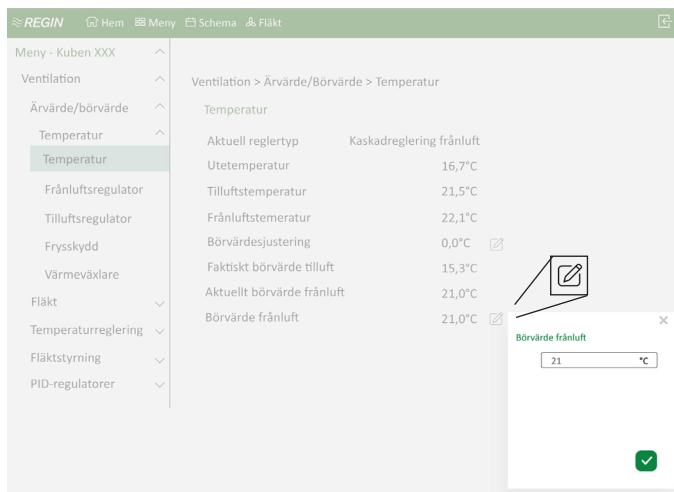 REGIN Hem Meny Schema Fläkt
Meny - Kuben XXX
Ventilation
Ärvärde/börvärde
Temperatur
Temperatur
Frånluftsregulator
Tilluftsregulator
Frysskydd
Värmeväxlare
Fläkt
Temperaturreglering
Fläktstyrning
PID-regulatorer
Ventilation > Ärvärde/Börvärde > Temperatur
Temperatur
Aktuell reglertyp Kaskadreglering frånluft
Utetemperatur 16,7°C
Tilluftstemperatur 21,5°C
Frånluftstemeratur 22,1°C
Börvärdesjustering 0,0°C
Faktiskt börvärde tilluft 15,3°C
Aktuellt börvärde frånluft 21,0°C
Börvärde frånluft 21,0°C
Börvärde frånluft
21 °C